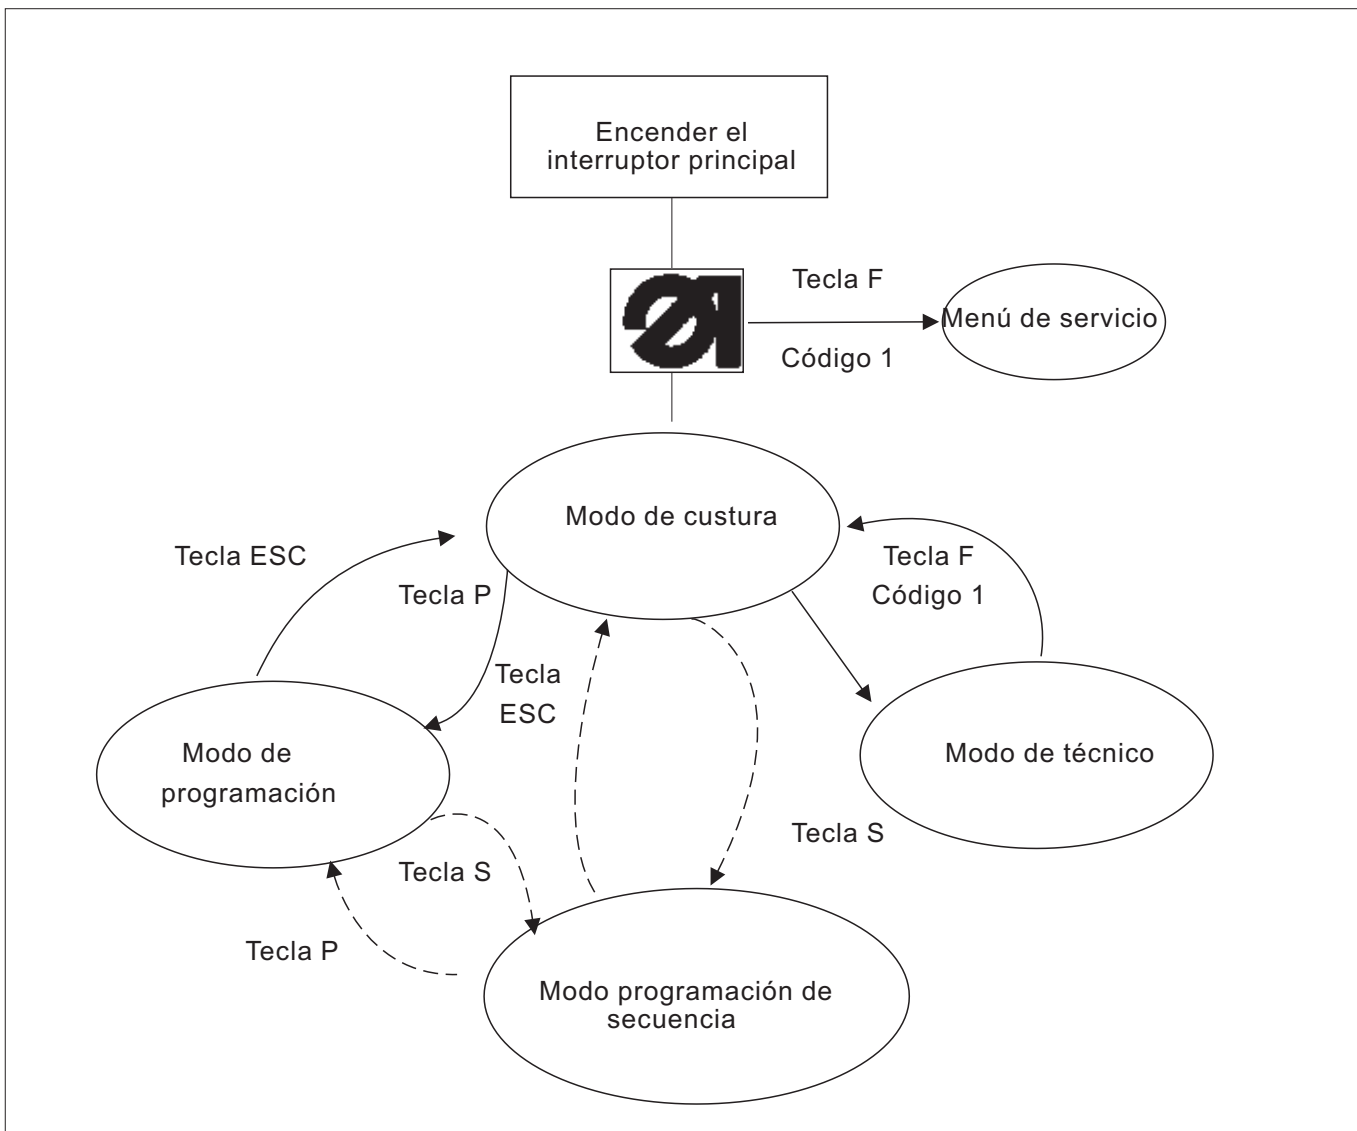 Encender el
interruptor principal
Tecla F
Menú de servicio
Código 1
Modo de custura
Tecla ESC
Tecla F
Tecla P
Código 1
Tecla
ESC
Modo de
programación
Modo de técnico
Tecla S
Tecla S
Tecla P
Modo programación de
secuencia